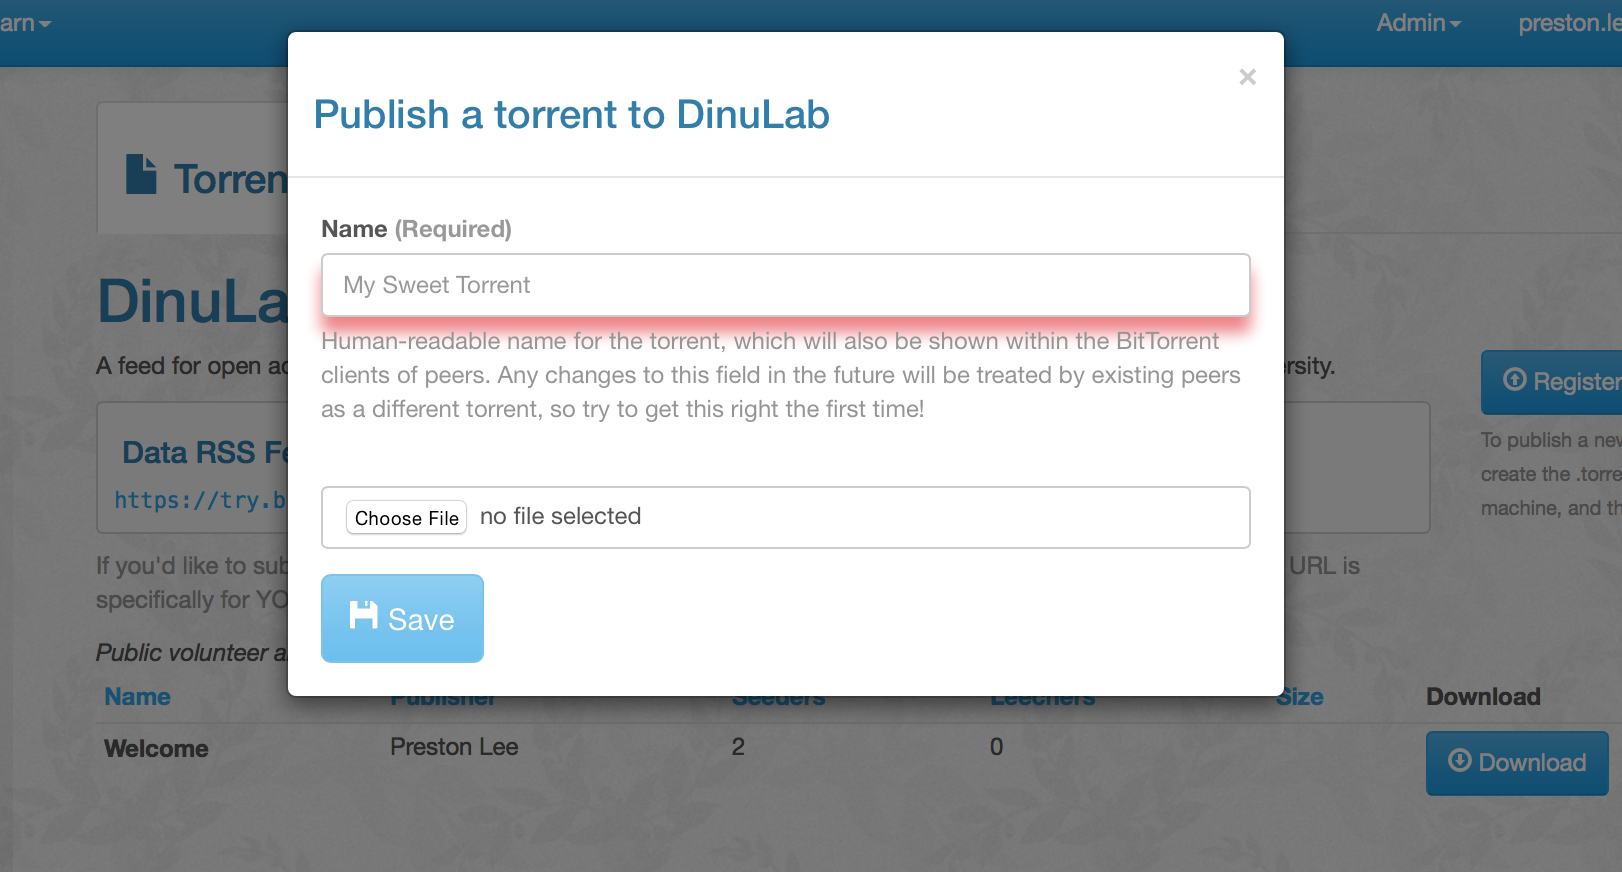 arn
Admin
preston.le
×
Publish a torrent to DinuLab
Torren
Name (Required)
My Sweet Torrent
Human-readable name for the torrent, which will also be shown within the BitTorrent
clients of peers. Any changes to this field in the future will be treated by existing peers
as a different torrent, so try to get this right the first time!
Choose File no file selected
Save
DinuLa
A feed for open ac
rsity.
Register
Data RSS Fe
https://try.b
To publish a new
create the .torre
machine, and th
If you'd like to sub
URL is
specifically for YO
Public volunteer a
Name Publisher Seeders Leechers Size Download
Welcome Preston Lee 2 0 Download